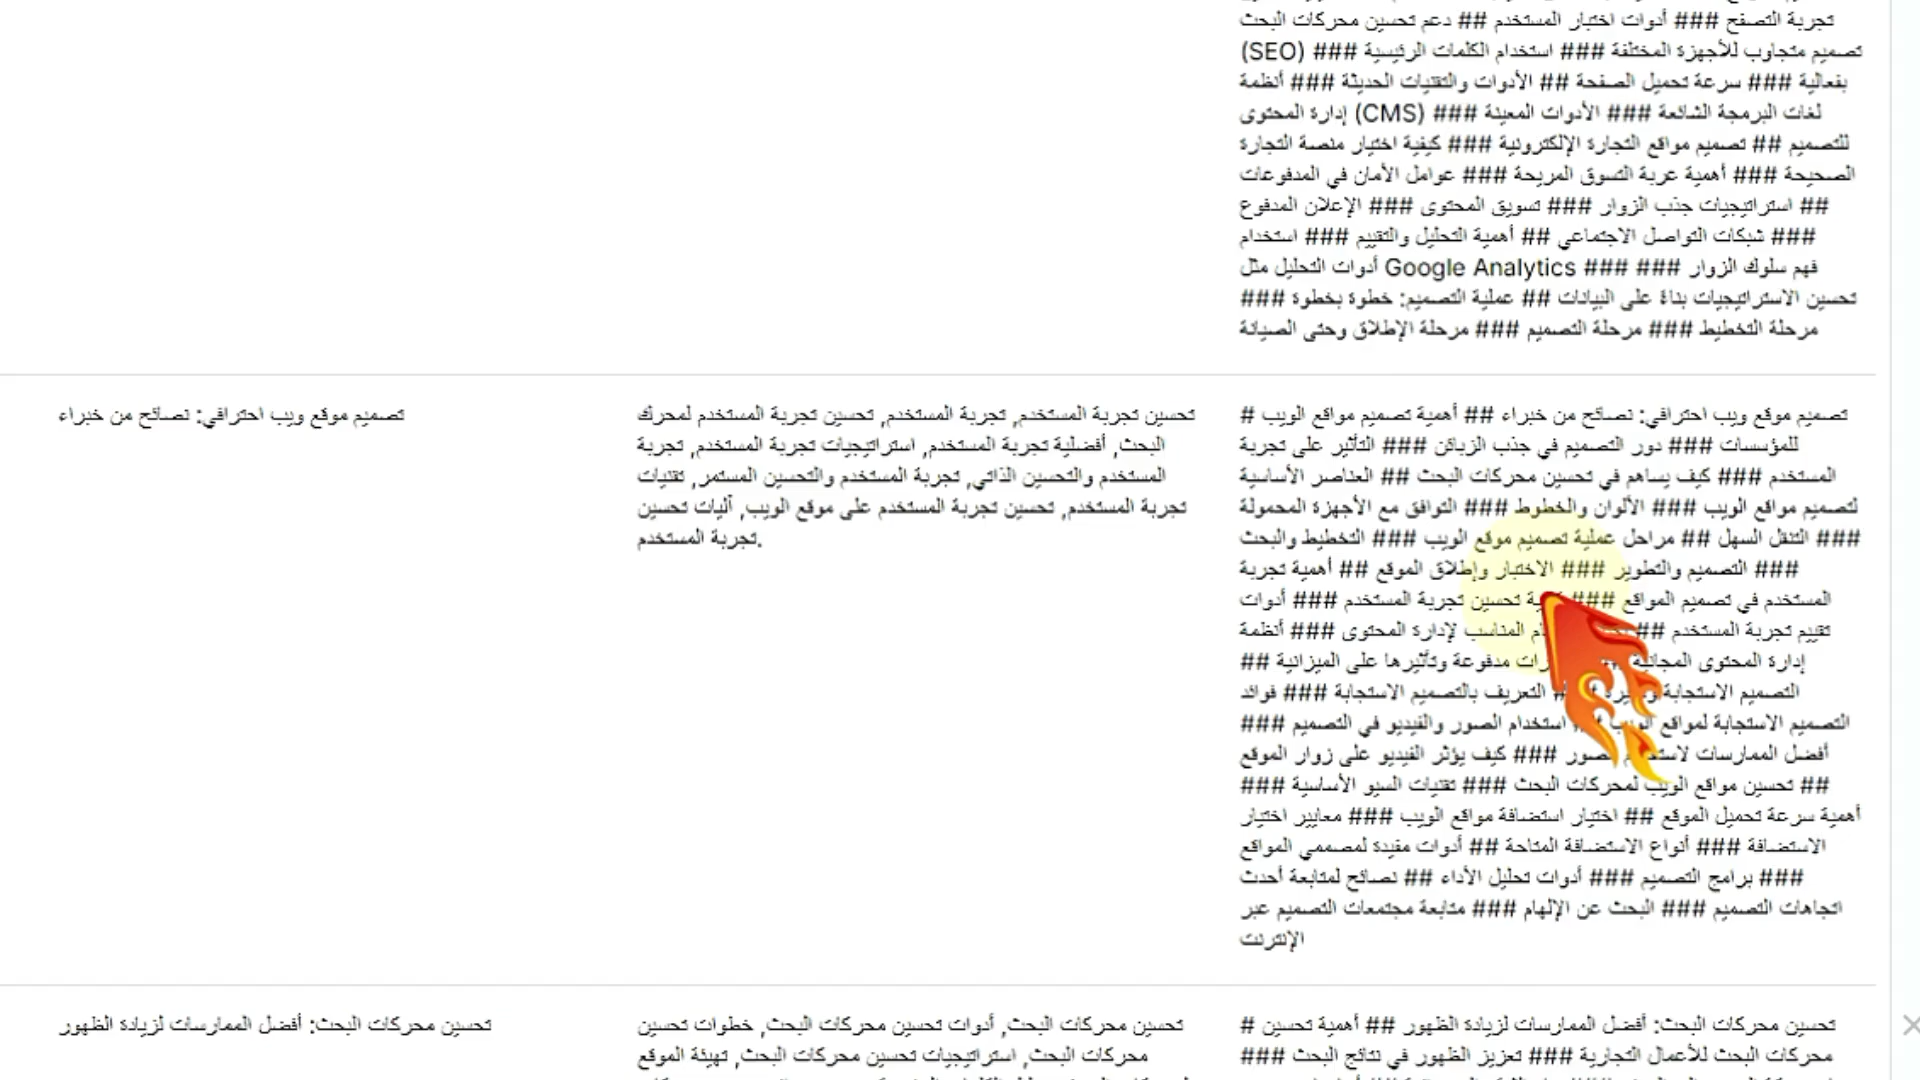 تجربة التصفح ### أدوات اختبار المستخدم ## دعم تحسين محركات البحث
(SEO) ### تصميم متجاوب للأجهزة المختلفة ### استخدام الكلمات الرئيسية
بفعالية ### سرعة تحميل الصفحة ## الأدوات والتقنيات الحديثة ### أنظمة
إدارة المحتوى (CMS) ### لغات البرمجة الشائعة ### الأدوات المعينة
للتصميم ## تصميم مواقع التجارة الإلكترونية ### كيفية اختيار منصة التجارة
الصحيحة ### أهمية عربة التسوق المريحة ### عوامل الأمان في المدفوعات
## استراتيجيات جذب الزوار ### تسويق المحتوى ### الإعلان المدفوع
### شبكات التواصل الاجتماعي ## أهمية التحليل والتقييم ### استخدام
أدوات التحليل مثل Google Analytics ### فهم سلوك الزوار ###
تحسين الاستراتيجيات بناءً على البيانات ## عملية التصميم: خطوة بخطوة ###
مرحلة التخطيط ### مرحلة التصميم ### مرحلة الإطلاق وحتى الصيانة
تصميم موقع ويب احترافي: نصائح من خبراء
تحسين تجربة المستخدم, تجربة المستخدم, تحسين تجربة المستخدم لمحرك
البحث, أفضلية تجربة المستخدم, استراتيجيات تجربة المستخدم, تجربة
المستخدم والتحسين الذاتي, تجربة المستخدم والتحسين المستمر, تقنيات
تجربة المستخدم, تحسين تجربة المستخدم على موقع الويب, آليات تحسين
تجربة المستخدم.
# تصميم موقع ويب احترافي: نصائح من خبراء ## أهمية تصميم مواقع الويب
للمؤسسات ### دور التصميم في جذب الزبائن ### التأثير على تجربة
المستخدم ### كيف يساهم في تحسين محركات البحث ## العناصر الأساسية
لتصميم مواقع الويب ### الألوان والخطوط ### التوافق مع الأجهزة المحمولة
### التنقل السهل ## مراحل عملية تصميم موقع الويب ### التخطيط والبحث
### التصميم والتطوير ### الاختبار وإطلاق الموقع ## أهمية تجربة
المستخدم في تصميم المواقع ### تحسين تجربة المستخدم ### أدوات
تقييم تجربة المستخدم ## المناسب لإدارة المحتوى ### أنظمة
إدارة المحتوى المجانية مدفوعة وتأثيرها على الميزانية ##
التصميم الاستجابة التعريف بالتصميم الاستجابة ### فوائد
التصميم الاستجابة لمواقع الويب استخدام الصور والفيديو في التصميم ###
أفضل الممارسات الصور ### كيف يؤثر الفيديو على زوار الموقع
## تحسين مواقع الويب لمحركات البحث ### تقنيات السيو الأساسية ###
أهمية سرعة تحميل الموقع ## اختيار استضافة مواقع الويب ### معايير اختيار
الاستضافة ### أنواع الاستضافة المتاحة ## أدوات مفيدة لمصممي المواقع
### برامج التصميم ### أدوات تحليل الأداء ## نصائح لمتابعة أحدث
اتجاهات التصميم ### البحث عن الإلهام ### متابعة مجتمعات التصميم عبر
الإنترنت
تحسين محركات البحث: أفضل الممارسات لزيادة الظهور
تحسين محركات البحث, أدوات تحسين محركات البحث, خطوات تحسين
محركات البحث, استراتيجيات تحسين محركات البحث, تهيئة الموقع
# تحسين محركات البحث: أفضل الممارسات لزيادة الظهور ## أهمية تحسين
محركات البحث للأعمال التجارية ### تعزيز الظهور في نتائج البحث ###